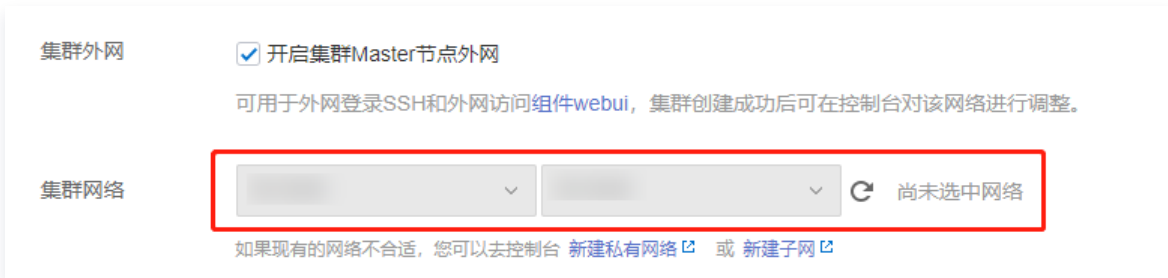 集群外网 开启集群Master节点外网
可用于外网登录SSH和外网访问组件webui，集群创建成功后可在控制台对该网络进行调整。
集群网络 尚未选中网络
如果现有的网络不合适，您可以去控制台 新建私有网络 或 新建子网